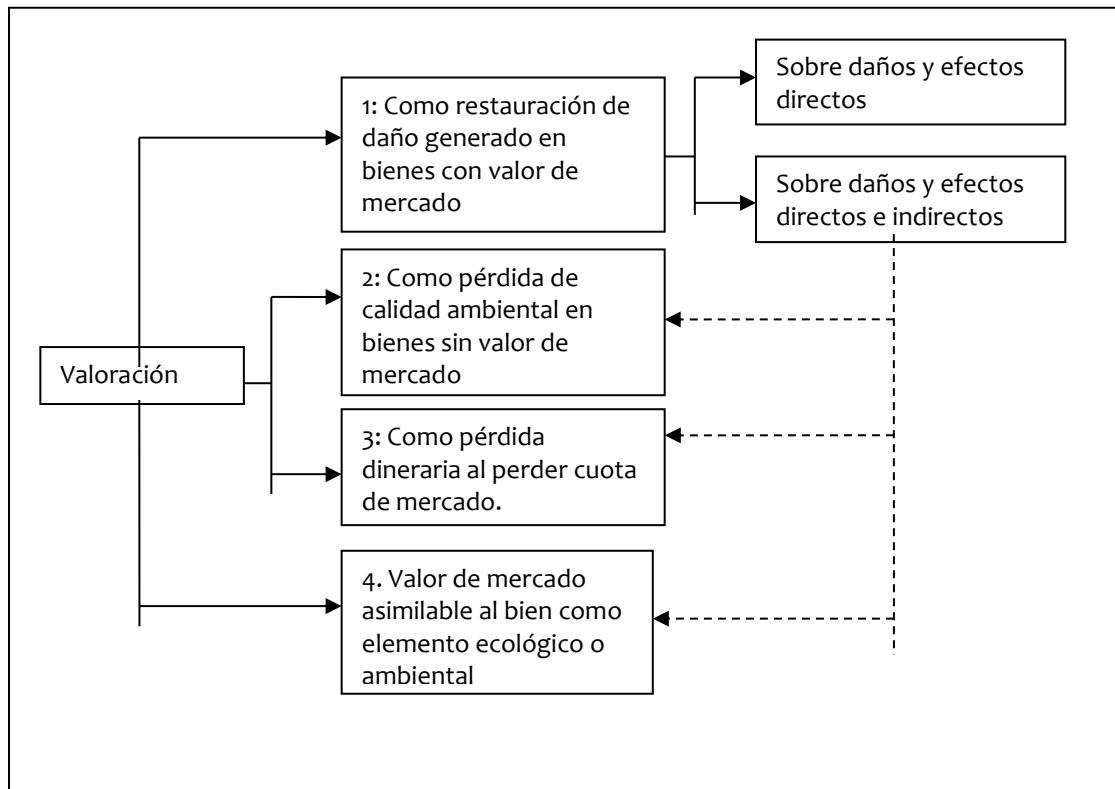 Valoración
1: Como restauración de
daño generado en
bienes con valor de
mercado
Sobre daños y efectos
directos
Sobre daños y efectos
directos e indirectos
2: Como pérdida de
calidad ambiental en
bienes sin valor de
mercado
3: Como pérdida
dineraria al perder cuota
de mercado.
4. Valor de mercado
asimilable al bien como
elemento ecológico o
ambiental